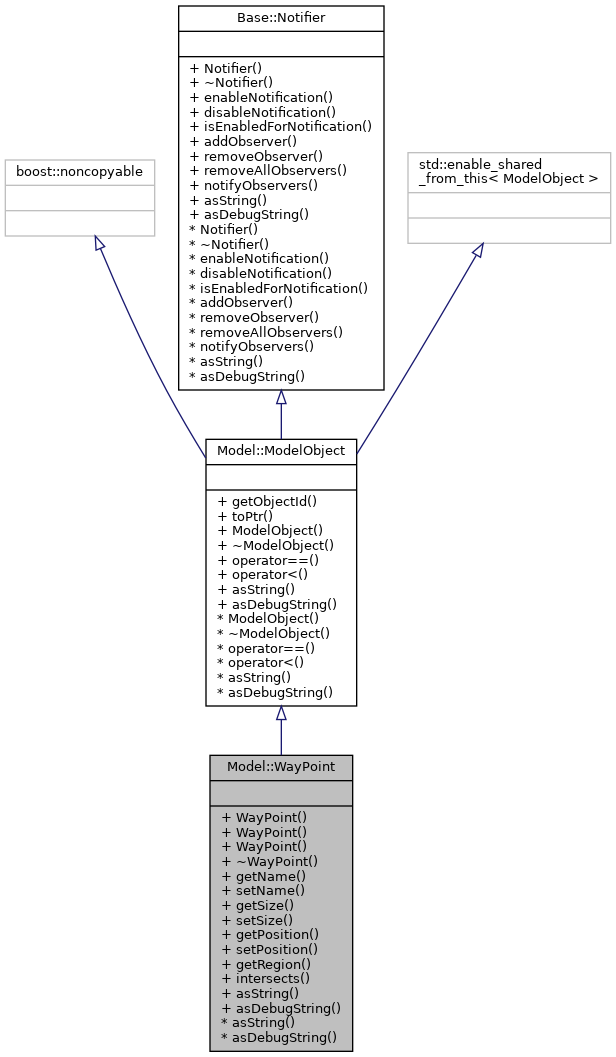 Base::Notifier
+ Notifier()
+ ~Notifier()
+ enableNotification()
+ disableNotification()
+ isEnabledForNotification()
+ addObserver()
+ removeObserver()
+ removeAllObservers()
+ notifyObservers()
+ asString()
+ asDebugString()
* Notifier()
* ~Notifier()
* enableNotification()
* disableNotification()
* isEnabledForNotification()
* addObserver()
* removeObserver()
* removeAllObservers()
* notifyObservers()
* asString()
* asDebugString()
boost::noncopyable
std::enable_shared
_from_this< ModelObject >
Model::ModelObject
+ getObjectId()
+ toPtr()
+ ModelObject()
+ ~ModelObject()
+ operator==()
+ operator<()
+ asString()
+ asDebugString()
* ModelObject()
* ~ModelObject()
* operator==()
* operator<()
* asString()
* asDebugString()
Model::WayPoint
+ WayPoint()
+ WayPoint()
+ WayPoint()
+ ~WayPoint()
+ getName()
+ setName()
+ getSize()
+ setSize()
+ getPosition()
+ setPosition()
+ getRegion()
+ intersects()
+ asString()
+ asDebugString()
* asString()
* asDebugString()